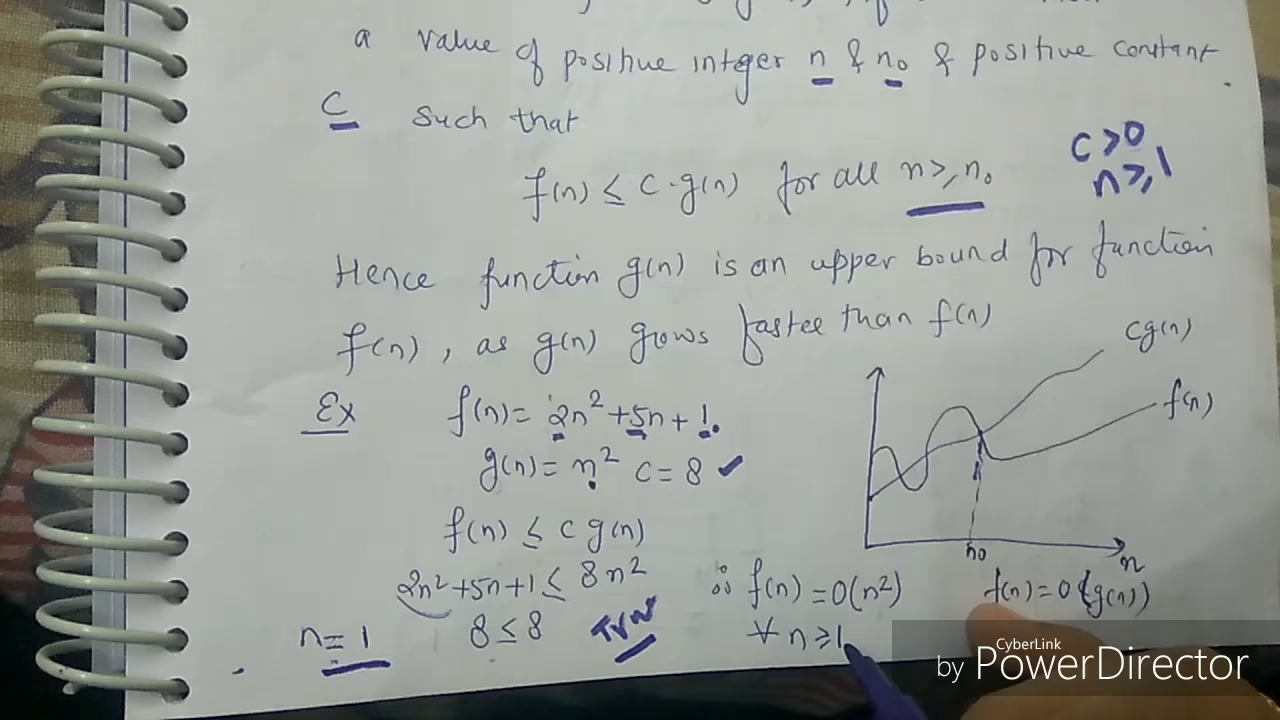 a value of positive integer n & n₀ & positive constant
C such that
f(n) ≤ C·g(n) for all n ≥ n₀
C>0
n≥1
Hence function g(n) is an upper bound for function
f(n), as g(n) grows faster than f(n)
Ex f(n) = 2n² + 5n + 1.
g(n) = n² C = 8 ✓
f(n) ≤ C g(n)
2n² + 5n + 1 ≤ 8n²
n = 1 8 ≤ 8 True
Cg(n)
f(n)
n₀
n
∴ f(n) = O(n²)
∀ n ≥ 1
f(n) = O(g(n))
CyberLink
by PowerDirector